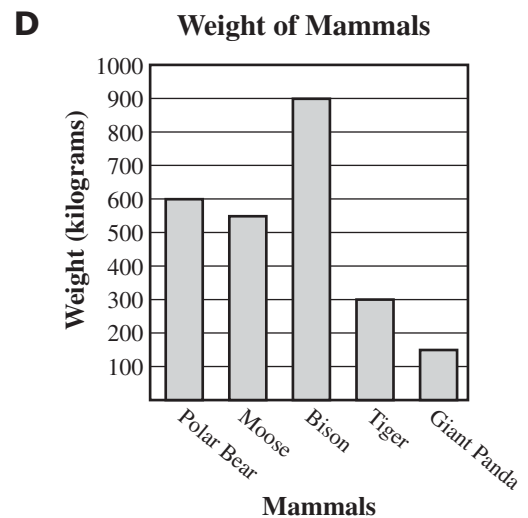 D
Weight of Mammals
Weight (kilograms)
1000
900
800
700
600
500
400
300
200
100
Polar Bear
Moose
Bison
Tiger
Giant Panda
Mammals